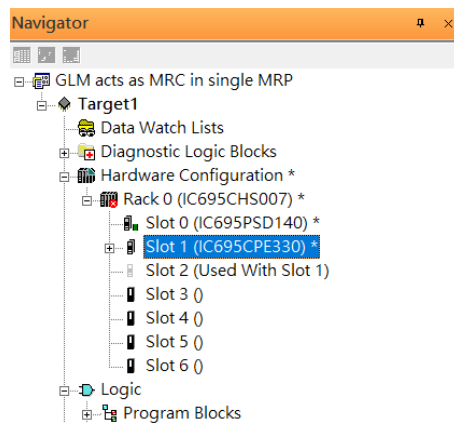 Navigator
GLM acts as MRC in single MRP
Target1
Data Watch Lists
Diagnostic Logic Blocks
Hardware Configuration *
Rack 0 (IC695CHS007) *
Slot 0 (IC695PSD140) *
Slot 1 (IC695CPE330) *
Slot 2 (Used With Slot 1)
Slot 3 ()
Slot 4 ()
Slot 5 ()
Slot 6 ()
Logic
Program Blocks